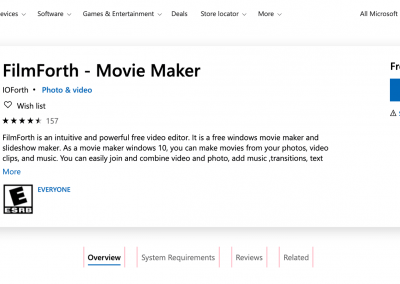 evices Software Games & Entertainment Deals Store locator More All Microsoft
FilmForth - Movie Maker
IOForth • Photo & video
Wish list
157
FilmForth is an intuitive and powerful free video editor. It is a free windows movie maker and
slideshow maker. As a movie maker windows 10, you can make movies from your photos, video
clips, and music. You can easily join and combine video and photo, add music ,transitions, text
More
E
ESRB
EVERYONE
Fre
Overview System Requirements Reviews Related